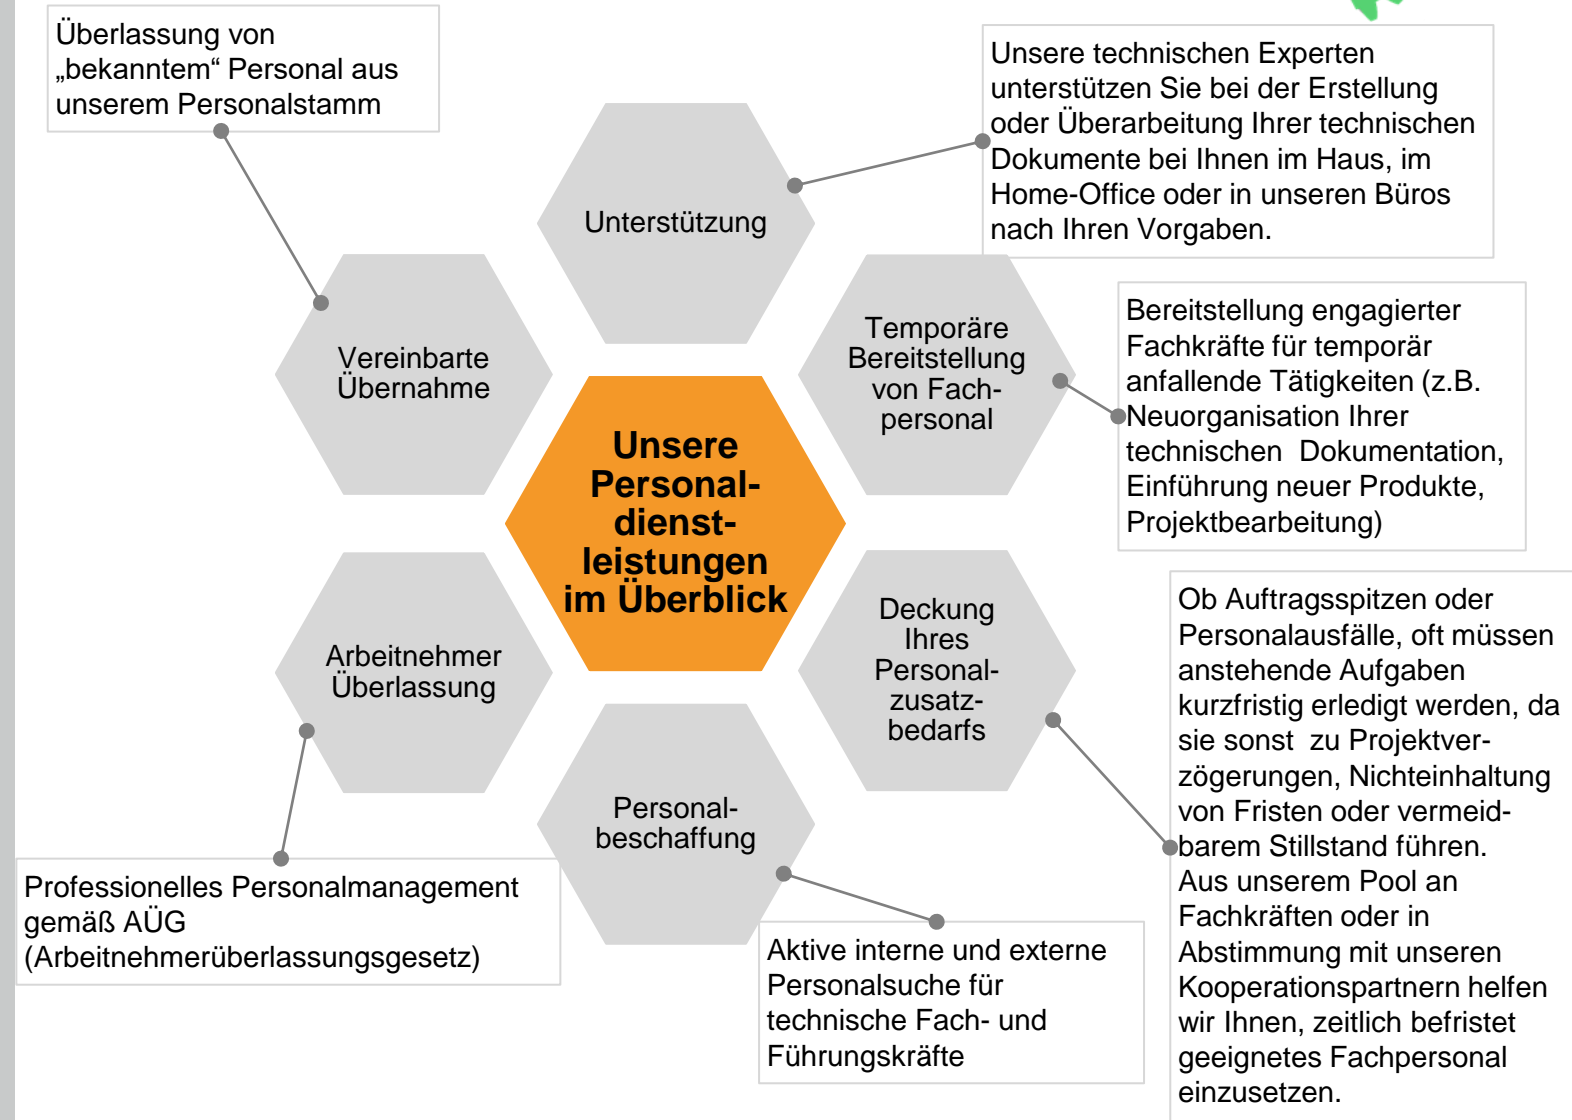 Überlassung von
„bekanntem“ Personal aus
unserem Personalstamm
Unsere technischen Experten
unterstützen Sie bei der Erstellung
oder Überarbeitung Ihrer technischen
Dokumente bei Ihnen im Haus, im
Home-Office oder in unseren Büros
nach Ihren Vorgaben.
Unterstützung
Temporäre
Bereitstellung
von Fach-
personal
Bereitstellung engagierter
Fachkräfte für temporär
anfallende Tätigkeiten (z.B.
Neuorganisation Ihrer
technischen  Dokumentation,
Einführung neuer Produkte,
Projektbearbeitung)
Vereinbarte
Übernahme
Unsere
Personal-
dienst-
leistungen
im Überblick
Deckung
Ihres
Personal-
zusatz-
bedarfs
Ob Auftragsspitzen oder
Personalausfälle, oft müssen
anstehende Aufgaben
kurzfristig erledigt werden, da
sie sonst  zu Projektver-
zögerungen, Nichteinhaltung
von Fristen oder vermeid-
barem Stillstand führen.
Aus unserem Pool an
Fachkräften oder in
Abstimmung mit unseren
Kooperationspartnern helfen
wir Ihnen, zeitlich befristet
geeignetes Fachpersonal
einzusetzen.
Arbeitnehmer
Überlassung
Personal-
beschaffung
Professionelles Personalmanagement
gemäß AÜG
(Arbeitnehmerüberlassungsgesetz)
Aktive interne und externe
Personalsuche für
technische Fach- und
Führungskräfte